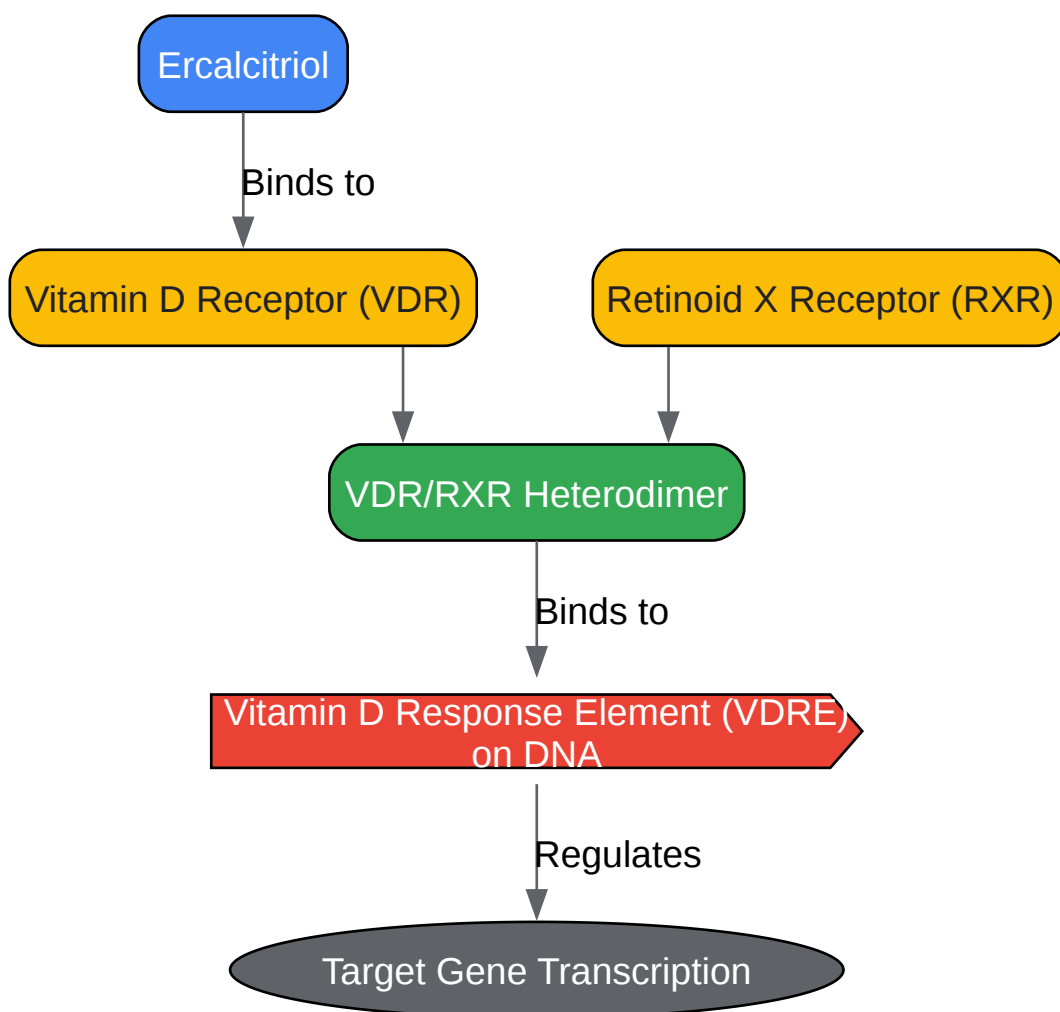 Ercalcitriol
Binds to
Vitamin D Receptor (VDR)
Retinoid X Receptor (RXR)
VDR/RXR Heterodimer
Binds to
Vitamin D Response Element (VDRE)
on DNA
Regulates
Target Gene Transcription